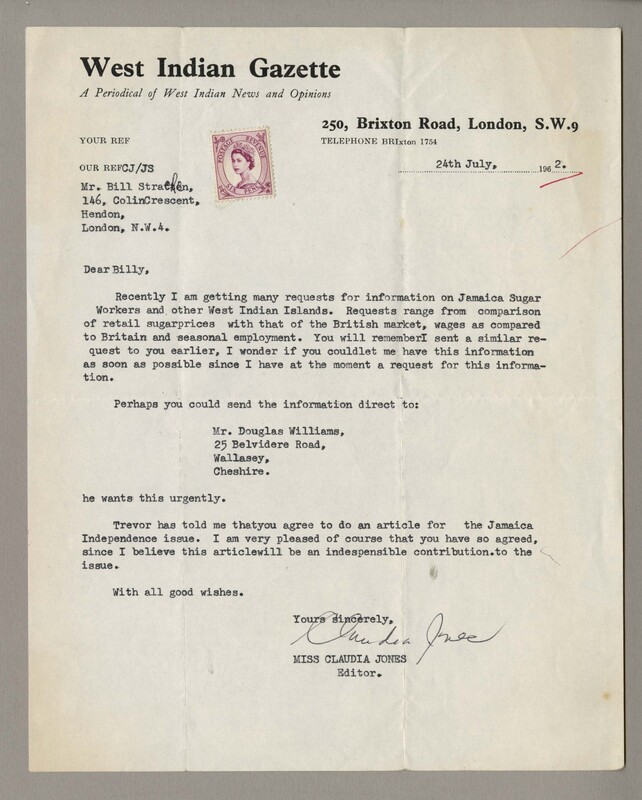 West Indian Gazette
A Periodical of West Indian News and Opinions
250, Brixton Road, London, S.W.9
TELEPHONE BRIxton 1754
YOUR REF
POSTAGE REVENUE
SIX PENCE
24th July, 1962.
OUR REFCJ/JS
Mr. Bill Strachan,
146, ColinCrescent,
Hendon,
London, N.W.4.
Dear Billy,
Recently I am getting many requests for information on Jamaica Sugar
Workers and other West Indian Islands. Requests range from comparison
of retail sugarprices with that of the British market, wages as compared
to Britain and seasonal employment. You will rememberI sent a similar re-
quest to you earlier, I wonder if you couldlet me have this information
as soon as possible since I have at the moment a request for this informa-
tion.
Perhaps you could send the information direct to:
Mr. Douglas Williams,
25 Belvidere Road,
Wallasey,
Cheshire.
he wants this urgently.
Trevor has told me thatyou agree to do an article for the Jamaica
Independence issue. I am very pleased of course that you have so agreed,
since I believe this articlewill be an indespensible contribution.to the
issue.
With all good wishes.
Yours sincerely,
Claudia Jones
MISS CLAUDIA JONES
Editor.